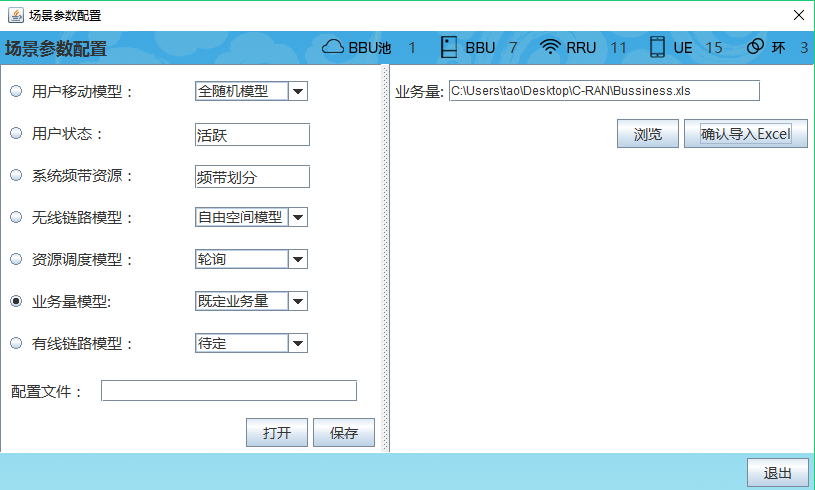 场景参数配置
场景参数配置 BBU池 1 BBU 7 RRU 11 UE 15 环 3
用户移动模型： 全随机模型
用户状态： 活跃
系统频带资源： 频带划分
无线链路模型： 自由空间模型
资源调度模型： 轮询
业务量模型: 既定业务量
有线链路模型： 待定
配置文件：
打开 保存
业务量: C:\Users\tao\Desktop\C-RAN\Bussiness.xls
浏览 确认导入Excel
退出